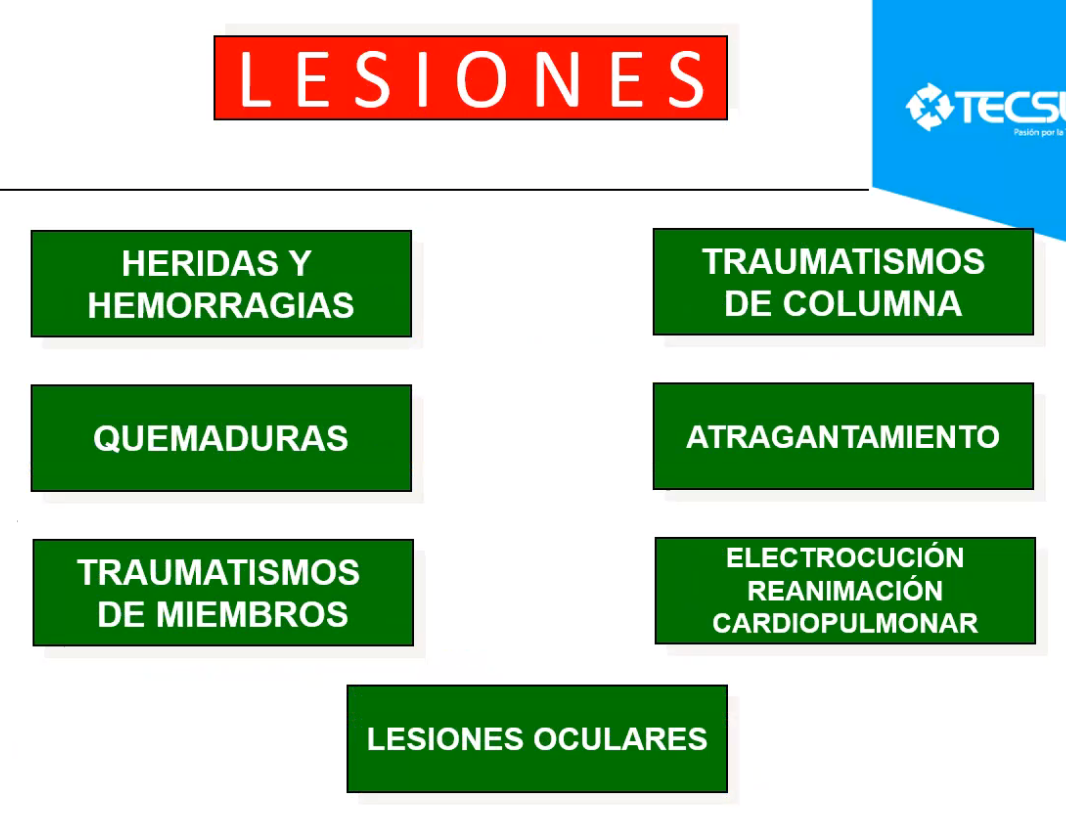 LESIONES
Pasión por la
HERIDAS Y
HEMORRAGIAS
TRAUMATISMOS
DE COLUMNA
QUEMADURAS
ATRAGANTAMIENTO
TRAUMATISMOS
DE MIEMBROS
ELECTROCUCIÓN
REANIMACIÓN
CARDIOPULMONAR
LESIONES OCULARES